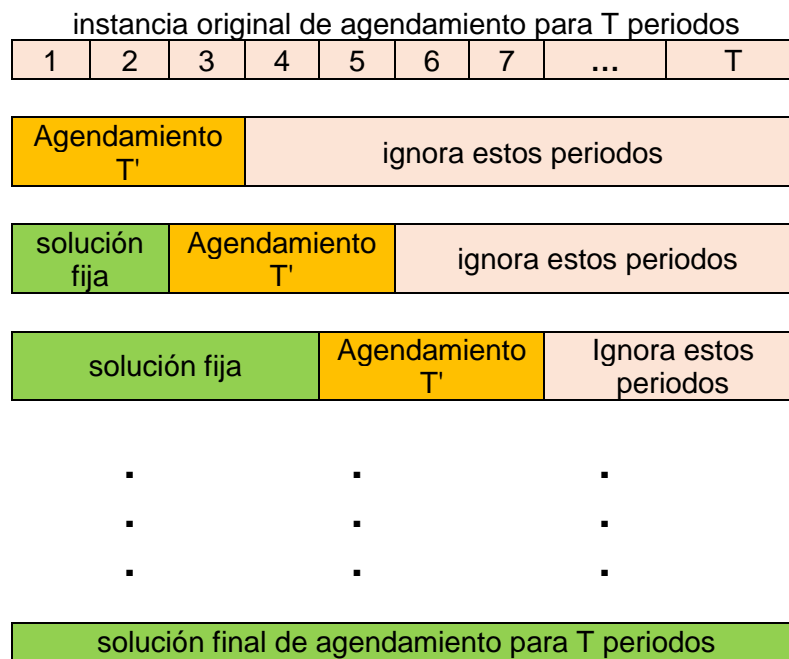 instancia original de agendamiento para T periodos
1 2 3 4 5 6 7 ... T
Agendamiento
T'
ignora estos periodos
solución
fija
Agendamiento
T'
ignora estos periodos
solución fija
Agendamiento
T'
Ignora estos
periodos
. . .
. . .
. . .
solución final de agendamiento para T periodos